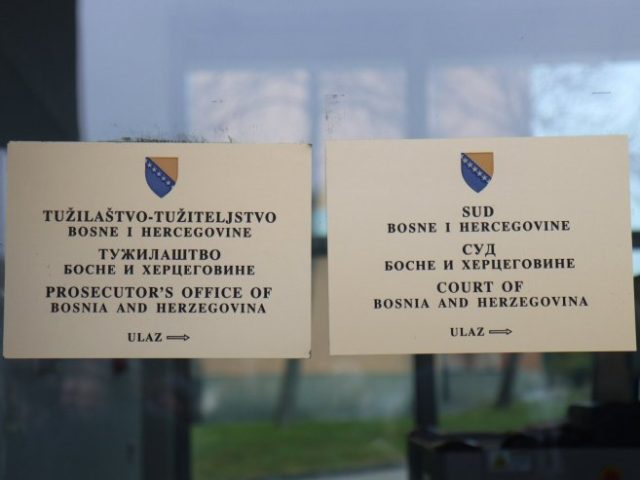 TUŽILAŠTVO-TUŽITELJSTVO
BOSNE I HERCEGOVINE
ТУЖИЛАШТВО
БОСНЕ И ХЕРЦЕГОВИНЕ
PROSECUTOR'S OFFICE OF
BOSNIA AND HERZEGOVINA
ULAZ ⇒
SUD
BOSNE I HERCEGOVINE
СУД
БОСНЕ И ХЕРЦЕГОВИНЕ
COURT OF
BOSNIA AND HERZEGOVINA
ULAZ ⇒